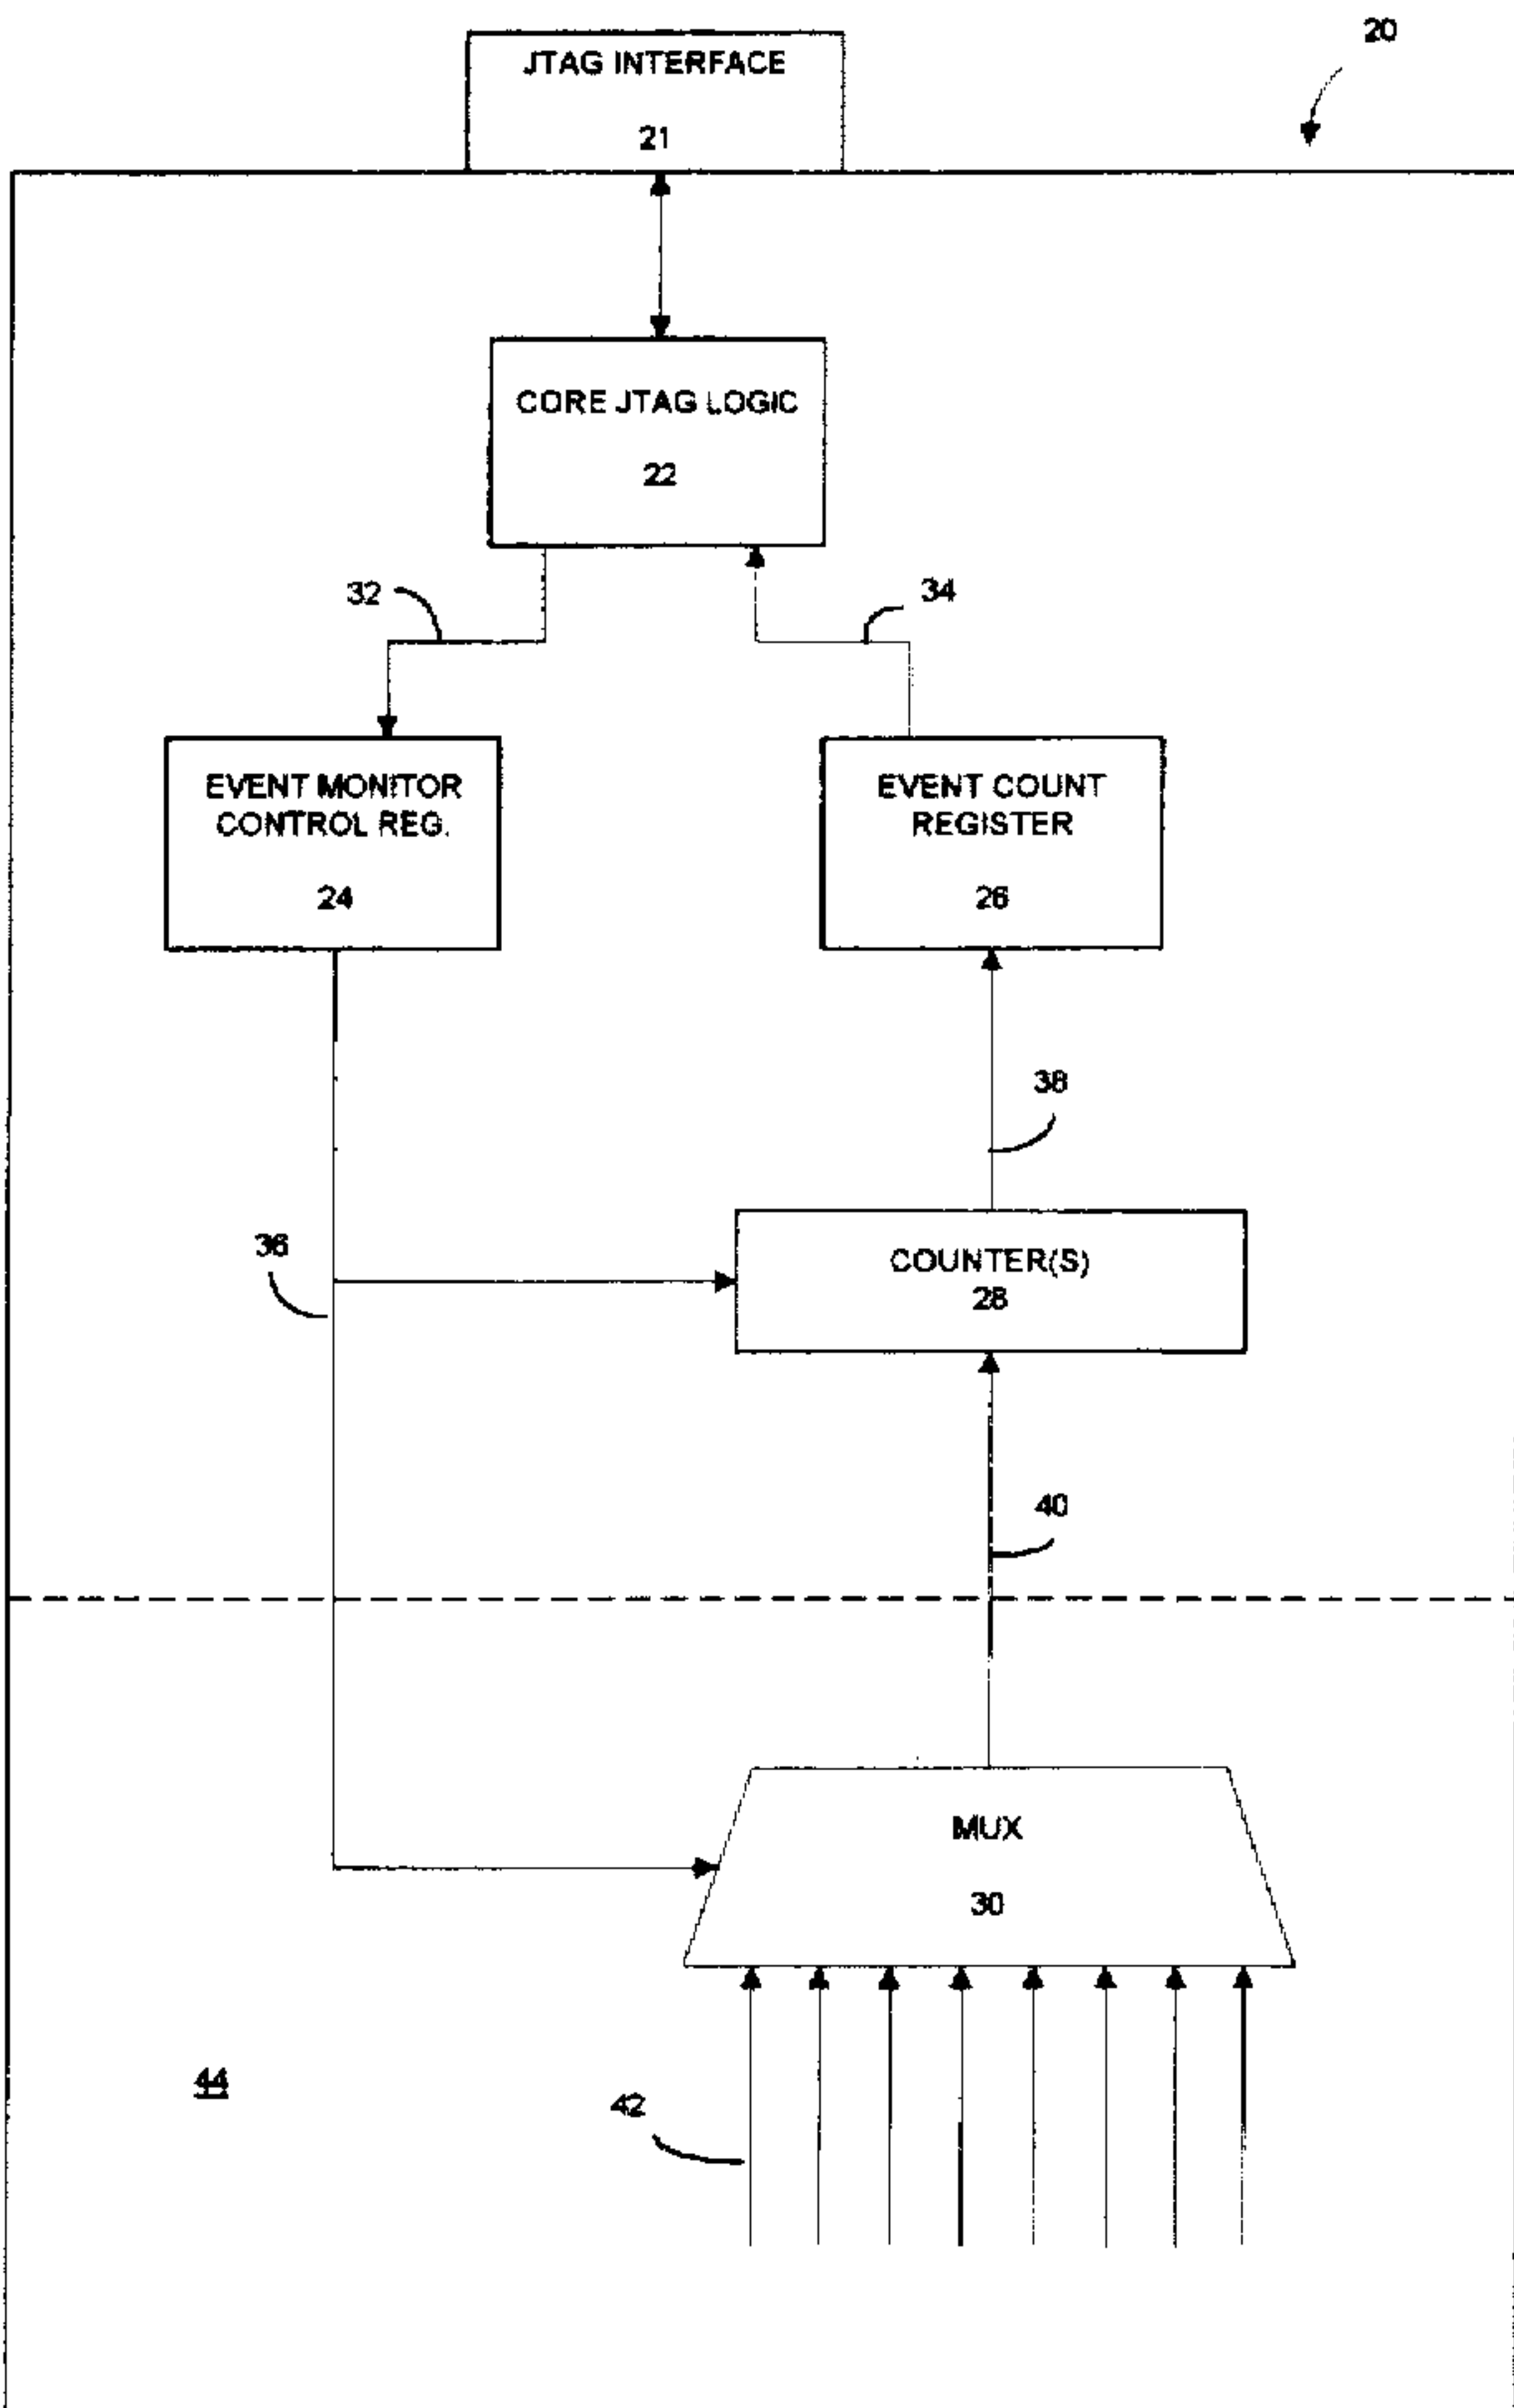 20
JTAG INTERFACE
21
CORE JTAG LOGIC
22
32
34
EVENT MONITOR
CONTROL REG.
24
EVENT COUNT
REGISTER
26
38
36
COUNTER(S)
28
40
MUX
30
44
42